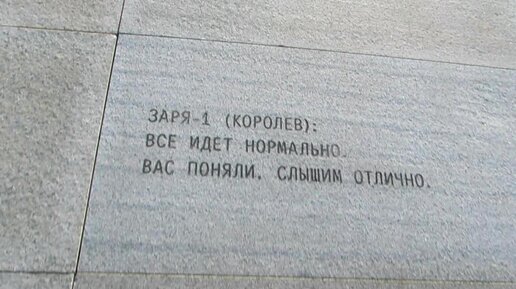 ЗАРЯ-1 (КОРОЛЕВ):
ВСЕ ИДЕТ НОРМАЛЬНО.
ВАС ПОНЯЛИ, СЛЫШИМ ОТЛИЧНО.